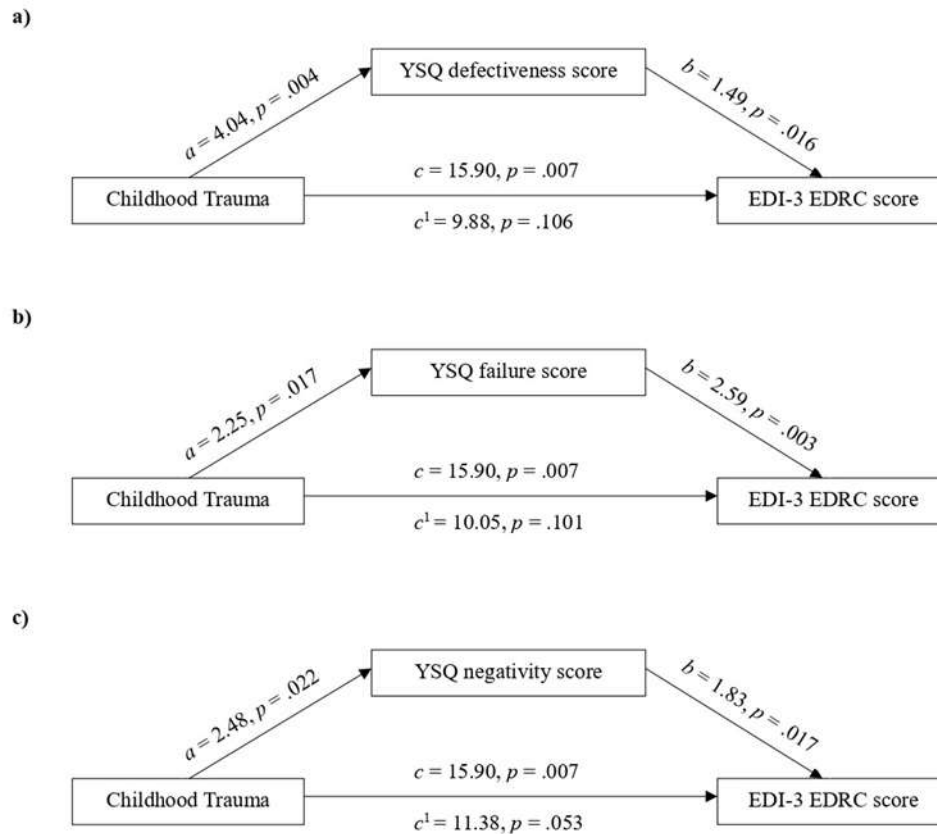 a)
YSQ defectiveness score
a = 4.04, p = .004
b = 1.49, p = .016
c = 15.90, p = .007
Childhood Trauma
EDI-3 EDRC score
c¹ = 9.88, p = .106
b)
YSQ failure score
a = 2.25, p = .017
b = 2.59, p = .003
c = 15.90, p = .007
Childhood Trauma
EDI-3 EDRC score
c¹ = 10.05, p = .101
c)
YSQ negativity score
a = 2.48, p = .022
b = 1.83, p = .017
c = 15.90, p = .007
Childhood Trauma
EDI-3 EDRC score
c¹ = 11.38, p = .053